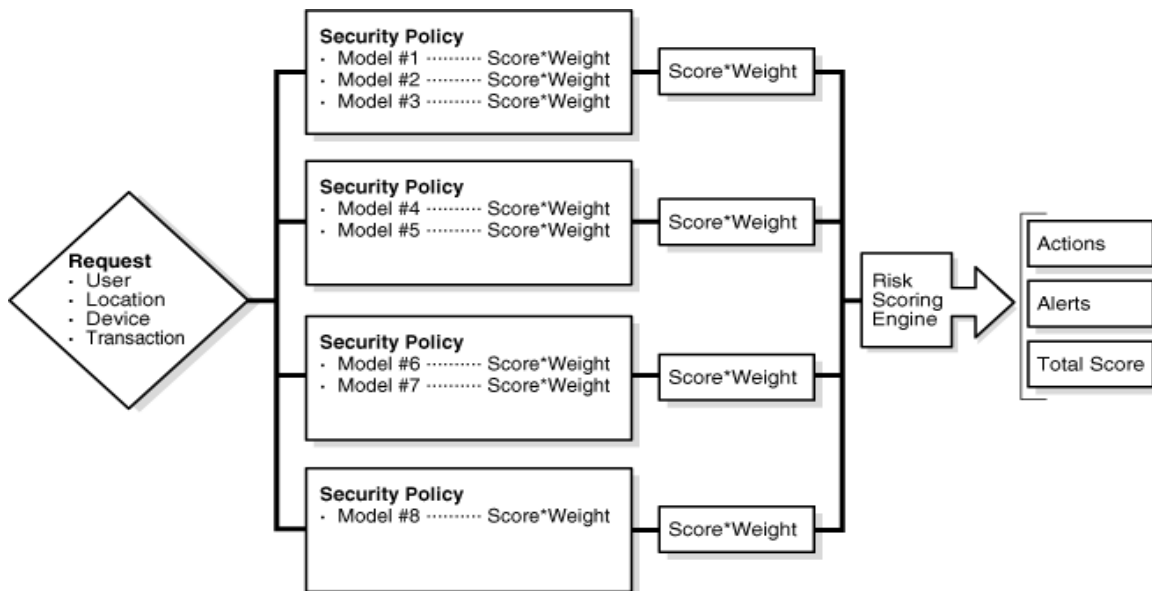 Request
· User
· Location
· Device
· Transaction
Security Policy
· Model #1 ·········· Score*Weight
· Model #2 ·········· Score*Weight
· Model #3 ·········· Score*Weight
Score*Weight
Security Policy
· Model #4 ·········· Score*Weight
· Model #5 ·········· Score*Weight
Score*Weight
Security Policy
· Model #6 ·········· Score*Weight
· Model #7 ·········· Score*Weight
Score*Weight
Security Policy
· Model #8 ·········· Score*Weight
Score*Weight
Risk
Scoring
Engine
Actions
Alerts
Total Score